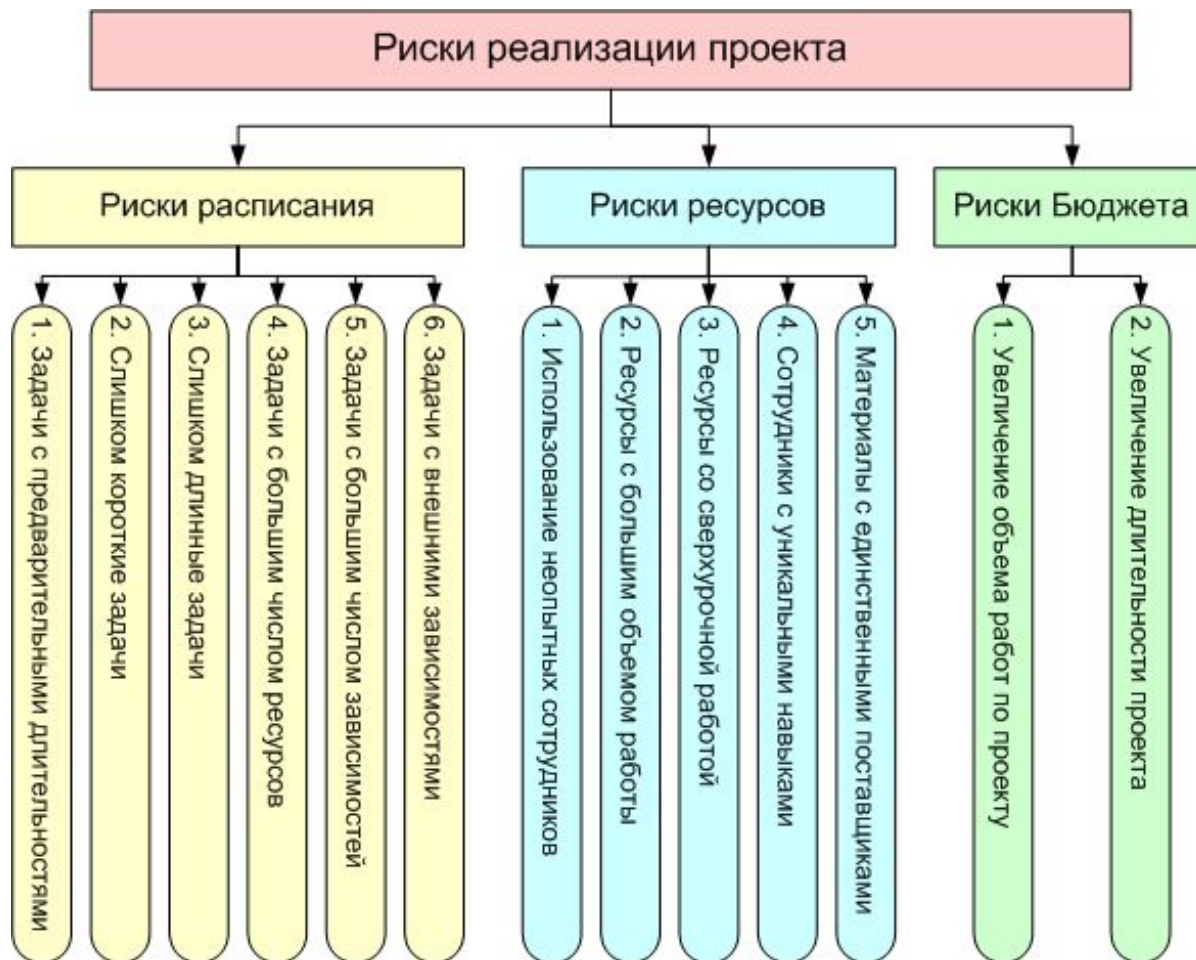 Риски реализации проекта
Риски расписания
Риски ресурсов
Риски Бюджета
1. Задачи с предварительными длительностями
2. Слишком короткие задачи
3. Слишком длинные задачи
4. Задачи с большим числом ресурсов
5. Задачи с большим числом зависимостей
6. Задачи с внешними зависимостями
1. Использование неопытных сотрудников
2. Ресурсы с большим объемом работы
3. Ресурсы со сверхурочной работой
4. Сотрудники с уникальными навыками
5. Материалы с единственными поставщиками
1. Увеличение объема работ по проекту
2. Увеличение длительности проекта